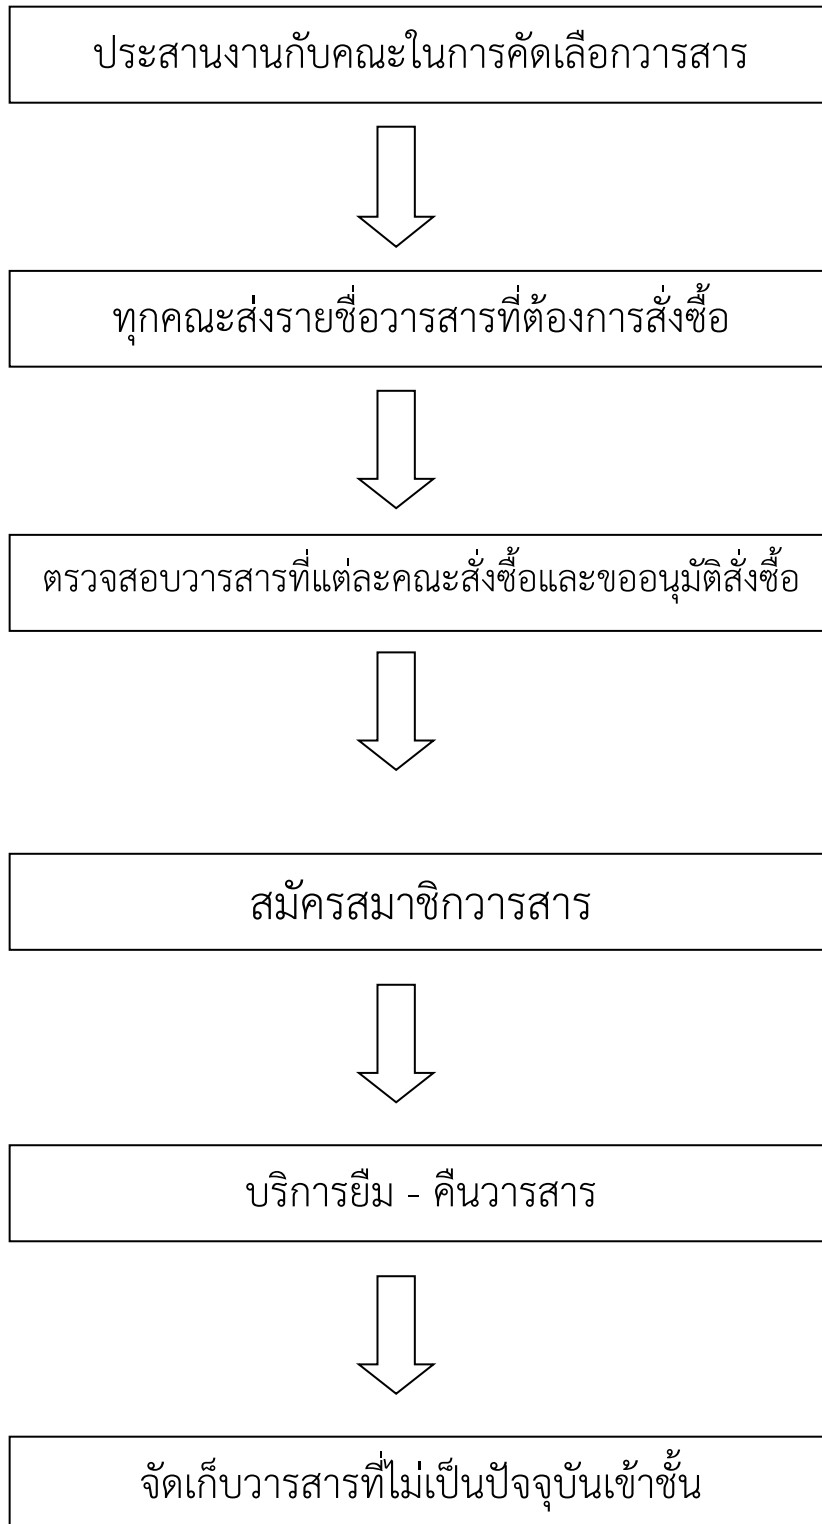 ประสานงานกับคณะในการคัดเลือกวารสาร
ทุกคณะส่งรายชื่อวารสารที่ต้องการสั่งซื้อ
ตรวจสอบวารสารที่แต่ละคณะสั่งซื้อและขออนุมัติสั่งซื้อ
สมัครสมาชิกวารสาร
บริการยืม - คืนวารสาร
จัดเก็บวารสารที่ไม่เป็นปัจจุบันเข้าชั้น